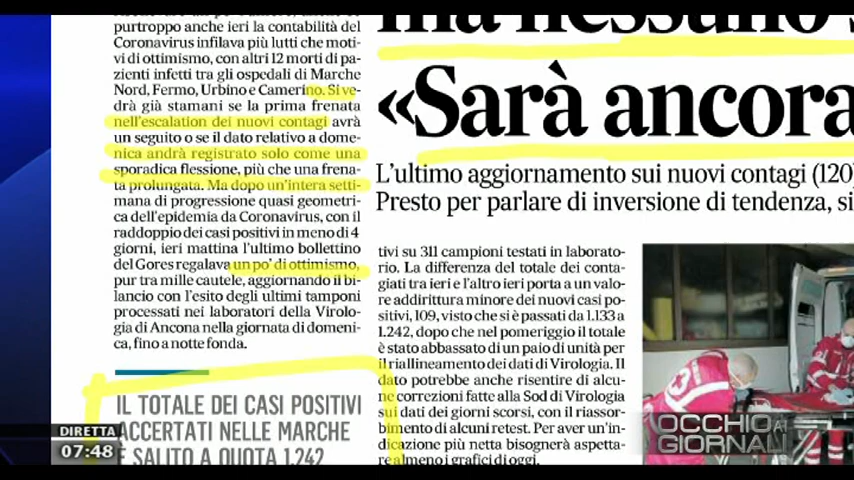 purtroppo anche ieri la contabilità del
Coronavirus infilava più lutti che moti-
vi di ottimismo, con altri 12 morti di pa-
zienti infetti tra gli ospedali di Marche
Nord, Fermo, Urbino e Camerino. Si ve-
drà già stamani se la prima frenata
nell'escalation dei nuovi contagi avrà
un seguito o se il dato relativo a dome-
nica andrà registrato solo come una
sporadica flessione, più che una frena-
ta prolungata. Ma dopo un'intera setti-
mana di progressione quasi geometri-
ca dell'epidemia da Coronavirus, con il
raddoppio dei casi positivi in meno di 4
giorni, ieri mattina l'ultimo bollettino
del Gores regalava un po' di ottimismo,
pur tra mille cautele, aggiornando il bi-
lancio con l'esito degli ultimi tamponi
processati nei laboratori della Virolo-
gia di Ancona nella giornata di domeni-
ca, fino a notte fonda.
IL TOTALE DEI CASI POSITIVI
ACCERTATI NELLE MARCHE
È SALITO A QUOTA 1.242
ma nessuno s
«Sarà ancora
L'ultimo aggiornamento sui nuovi contagi (120)
Presto per parlare di inversione di tendenza, si
tivi su 311 campioni testati in laborato-
rio. La differenza del totale dei conta-
giati tra ieri e l'altro ieri porta a un valo-
re addirittura minore dei nuovi casi po-
sitivi, 109, visto che si è passati da 1.133 a
1.242, dopo che nel pomeriggio il totale
è stato abbassato di un paio di unità per
il riallineamento dei dati di Virologia. Il
dato potrebbe anche risentire di alcu-
ne correzioni fatte alla Sod di Virologia
sui dati dei giorni scorsi, con il riassor-
bimento di alcuni retest. Per aver un'in-
dicazione più netta bisognerà aspetta-
re almeno i grafici di oggi.
DIRETTA
07:48
OCCHIO AI
GIORNALI